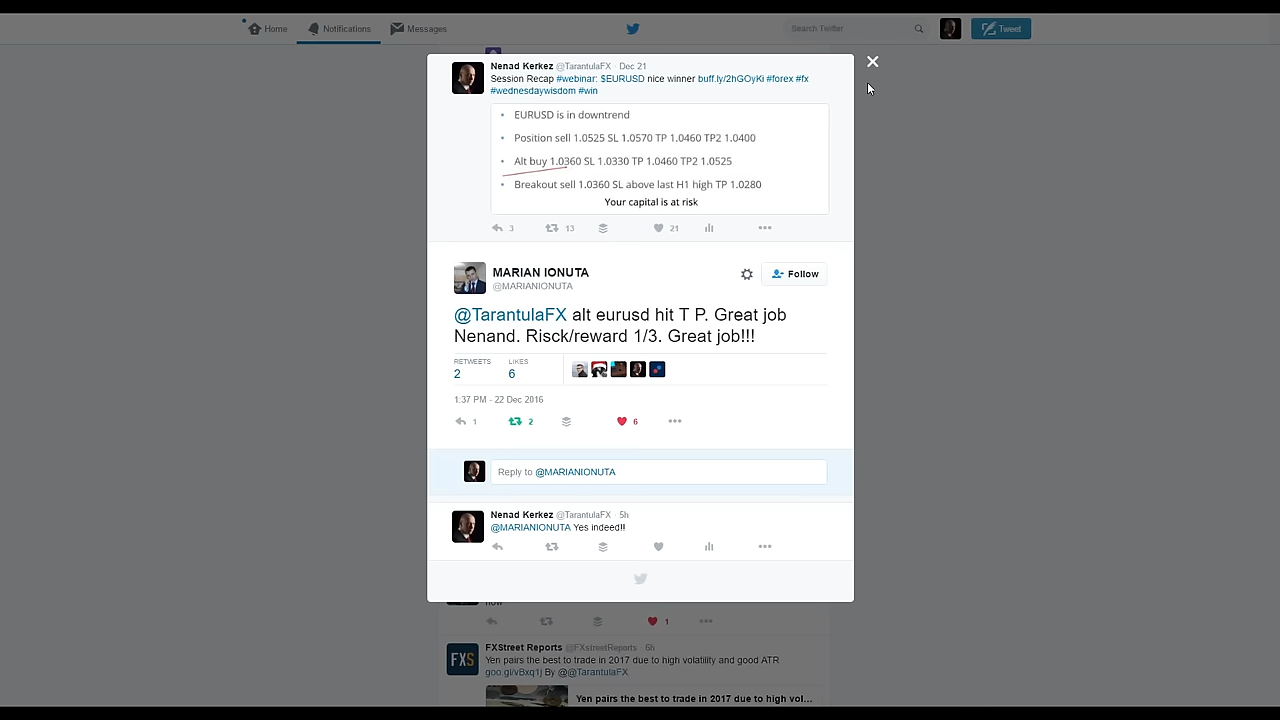 Home
Notifications
Messages
Search Twitter
Tweet
Nenad Kerkez @TarantulaFX · Dec 21
Session Recap #webinar: $EURUSD nice winner buff.ly/2hGOyKi #forex #fx
#wednesdaywisdom #win
• EURUSD is in downtrend
• Position sell 1.0525 SL 1.0570 TP 1.0460 TP2 1.0400
• Alt buy 1.0360 SL 1.0330 TP 1.0460 TP2 1.0525
• Breakout sell 1.0360 SL above last H1 high TP 1.0280
Your capital is at risk
3 13 21
MARIAN IONUTA
@MARIANIONUTA
Follow
@TarantulaFX alt eurusd hit T P. Great job
Nenand. Risck/reward 1/3. Great job!!!
RETWEETS LIKES
2 6
1:37 PM - 22 Dec 2016
1 2 6
Reply to @MARIANIONUTA
Nenad Kerkez @TarantulaFX · 5h
@MARIANIONUTA Yes indeed!!
now
1
FXS
FXStreet Reports @FXstreetReports · 6h
Yen pairs the best to trade in 2017 due to high volatility and good ATR
goo.gl/vBxq1j By @@TarantulaFX
Yen pairs the best to trade in 2017 due to high vol...